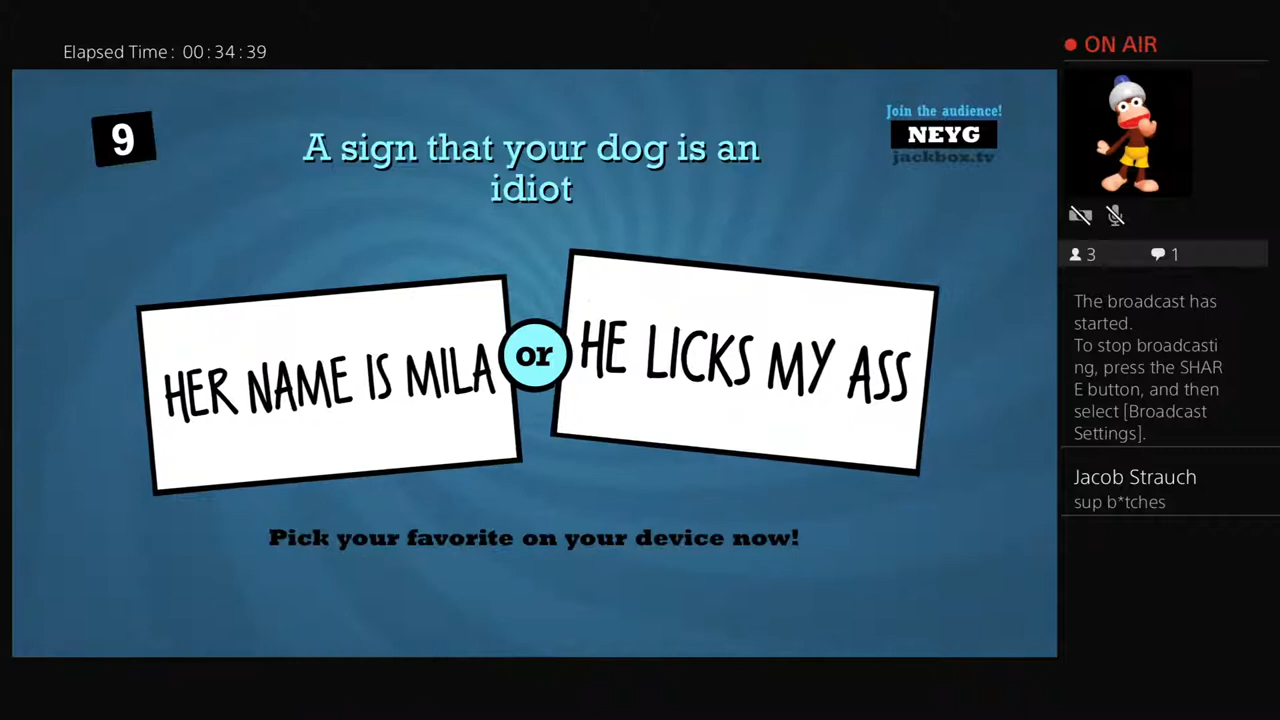 Elapsed Time: 00:34:39
ON AIR
9
A sign that your dog is an
idiot
Join the audience!
NEYG
jackbox.tv
HER NAME IS MILA
or
HE LICKS MY ASS
Pick your favorite on your device now!
3
1
The broadcast has
started.
To stop broadcasti
ng, press the SHAR
E button, and then
select [Broadcast
Settings].
Jacob Strauch
sup b*tches